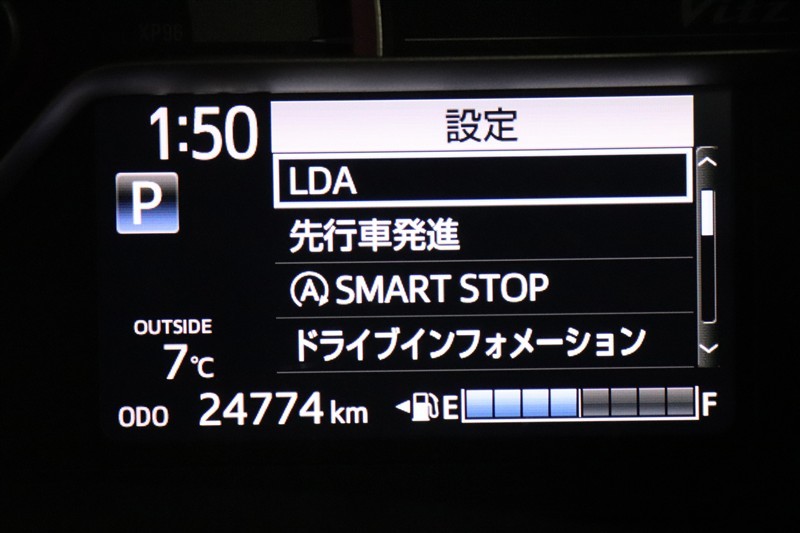 Vitz
1:50
設定
P
LDA
先行車発進
A SMART STOP
ドライブインフォメーション
OUTSIDE
7℃
ODO 24774 km
E F